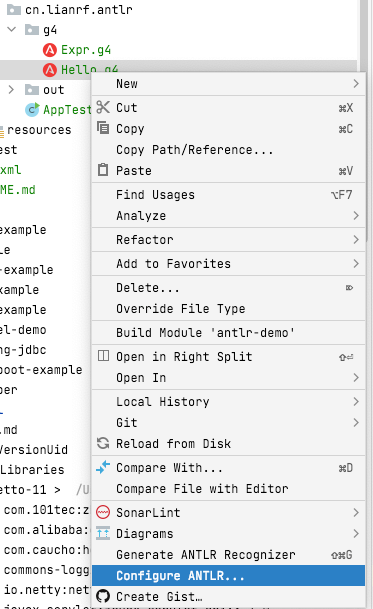 cn.lianrf.antlr
g4
Expr.g4
Hello.g4
out
AppTest
resources
est
xml
ME.md
example
le
-example
xample
example
el-demo
ng-jdbc
boot-example
per
.md
VersionUid
Libraries
etto-11 > /U
com.101tec:z
com.alibaba:
com.caucho:h
commons-logg
io.netty:nett
New
Cut ⌘X
Copy ⌘C
Copy Path/Reference...
Paste ⌘V
Find Usages ⌥F7
Analyze
Refactor
Add to Favorites
Delete... ⌦
Override File Type
Build Module 'antlr-demo'
Open in Right Split ⇧⏎
Open In
Local History
Git
Reload from Disk
Compare With... ⌘D
Compare File with Editor
SonarLint
Diagrams
Generate ANTLR Recognizer ⇧⌘G
Configure ANTLR...
Create Gist…